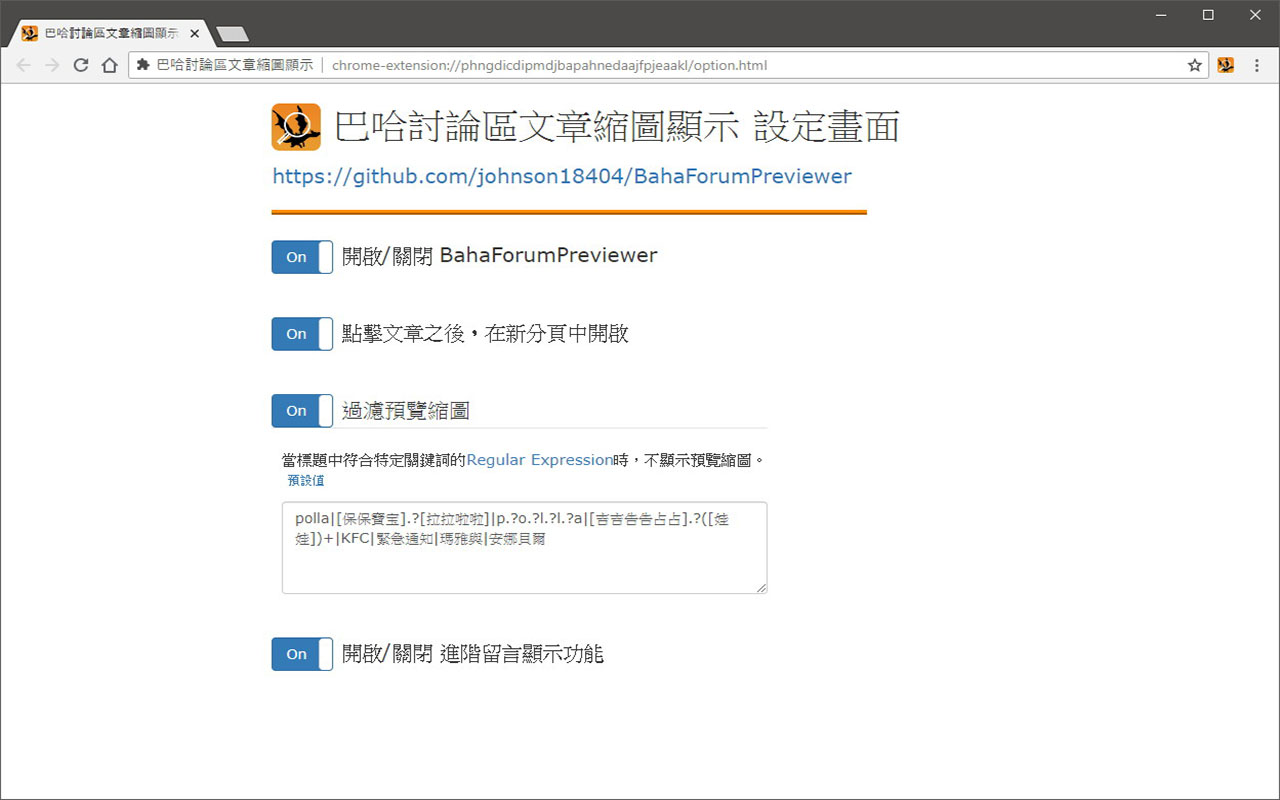 巴哈討論區文章縮圖顯示
巴哈討論區文章縮圖顯示 | chrome-extension://phngdicdipmdjbapahnedaajfpjeaakl/option.html
巴哈討論區文章縮圖顯示 設定畫面
https://github.com/johnson18404/BahaForumPreviewer
On 開啟/關閉 BahaForumPreviewer
On 點擊文章之後，在新分頁中開啟
On 過濾預覽縮圖
當標題中符合特定關鍵詞的Regular Expression時，不顯示預覽縮圖。
預設值
polla|[保保寶宝].?[拉拉啦啦]|p.?o.?l.?l.?a|[吉吉告告占占].?([娃
娃])+|KFC|緊急通知|瑪雅與|安娜貝爾
On 開啟/關閉 進階留言顯示功能